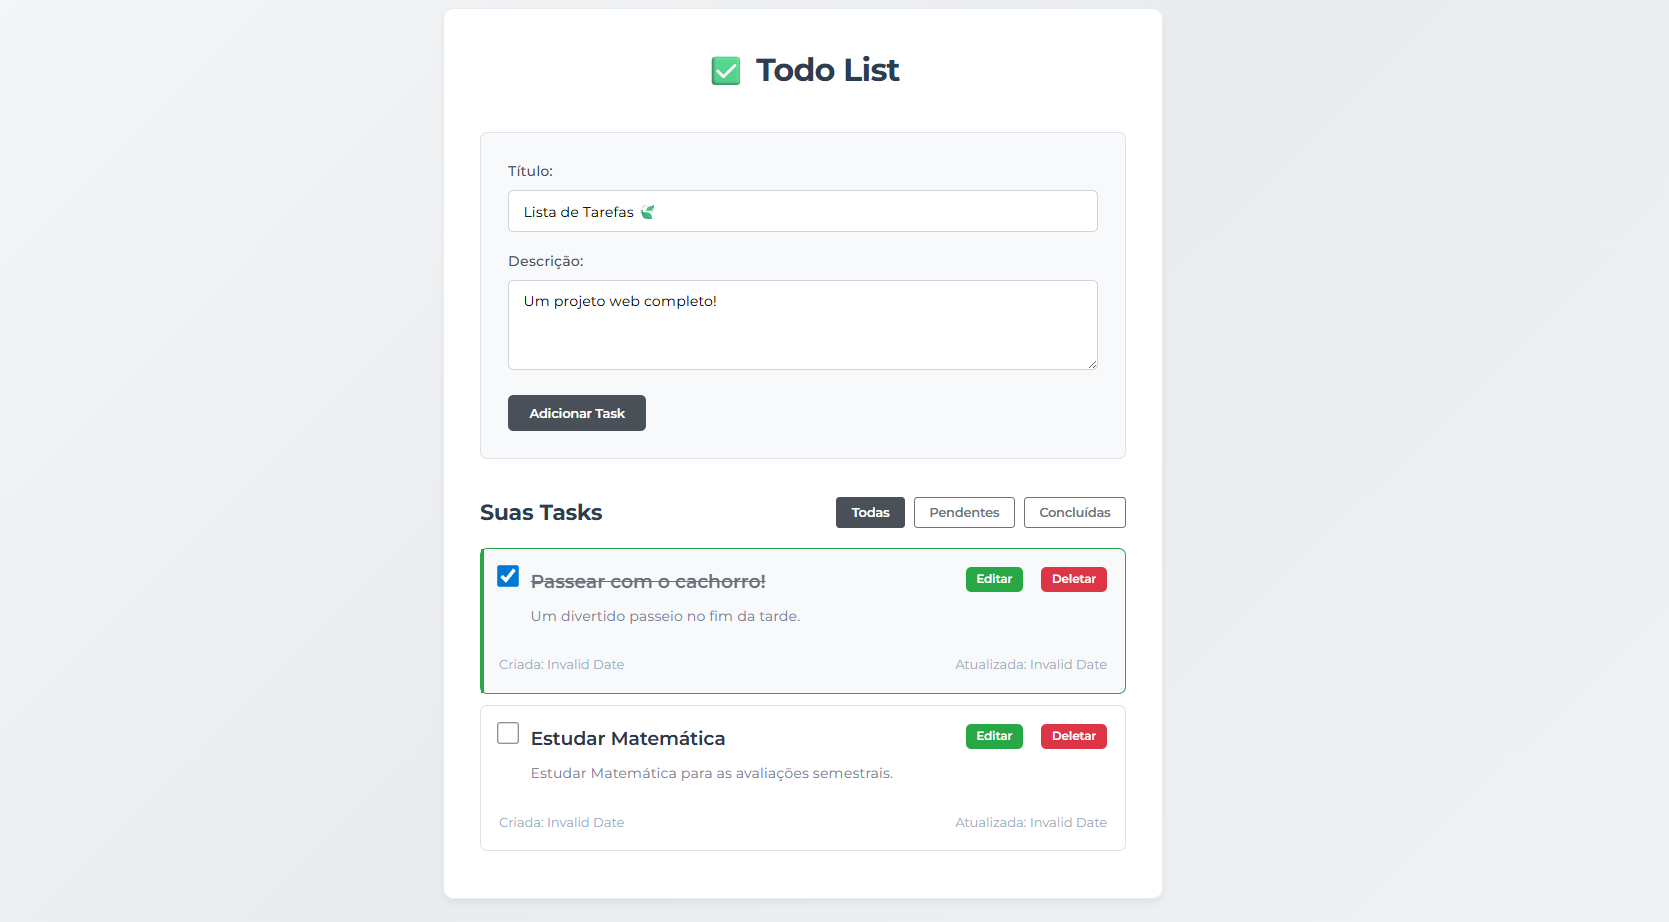 ✅ Todo List
Título:
Lista de Tarefas 🍃
Descrição:
Um projeto web completo!
Adicionar Task
Suas Tasks
Todas
Pendentes
Concluídas
Passear com o cachorro!
Editar
Deletar
Um divertido passeio no fim da tarde.
Criada: Invalid Date
Atualizada: Invalid Date
Estudar Matemática
Editar
Deletar
Estudar Matemática para as avaliações semestrais.
Criada: Invalid Date
Atualizada: Invalid Date